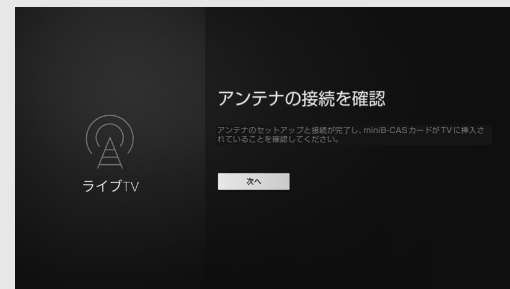 アンテナの接続を確認
アンテナのセットアップと接続が完了し、miniB-CASカードがTVに挿入さ
れていることを確認してください。
ライブTV
次へ